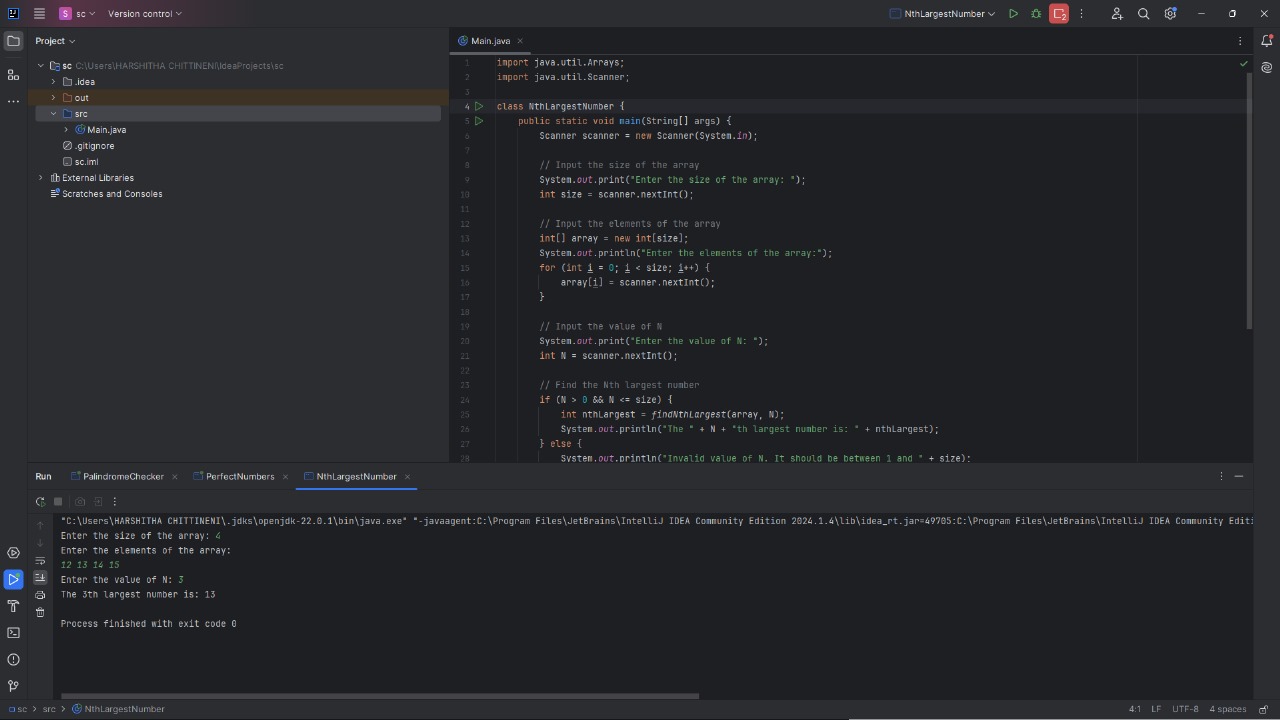 S sc Version control NthLargestNumber 2
Project
Main.java
sc C:\Users\HARSHITHA CHITTINENI\IdeaProjects\sc
.idea
out
src
Main.java
.gitignore
sc.iml
External Libraries
Scratches and Consoles
1 import java.util.Arrays;
2 import java.util.Scanner;
3
4 class NthLargestNumber {
5 public static void main(String[] args) {
6 Scanner scanner = new Scanner(System.in);
7
8 // Input the size of the array
9 System.out.print("Enter the size of the array: ");
10 int size = scanner.nextInt();
11
12 // Input the elements of the array
13 int[] array = new int[size];
14 System.out.println("Enter the elements of the array:");
15 for (int i = 0; i < size; i++) {
16 array[i] = scanner.nextInt();
17 }
18
19 // Input the value of N
20 System.out.print("Enter the value of N: ");
21 int N = scanner.nextInt();
22
23 // Find the Nth largest number
24 if (N > 0 && N <= size) {
25 int nthLargest = findNthLargest(array, N);
26 System.out.println("The " + N + "th largest number is: " + nthLargest);
27 } else {
28 System.out.println("Invalid value of N. It should be between 1 and " + size);
Run PalindromeChecker PerfectNumbers NthLargestNumber
"C:\Users\HARSHITHA CHITTINENI\.jdks\openjdk-22.0.1\bin\java.exe" "-javaagent:C:\Program Files\JetBrains\IntelliJ IDEA Community Edition 2024.1.4\lib\idea_rt.jar=49705:C:\Program Files\JetBrains\IntelliJ IDEA Community Editi
Enter the size of the array: 4
Enter the elements of the array:
12 13 14 15
Enter the value of N: 3
The 3th largest number is: 13
Process finished with exit code 0
sc > src > NthLargestNumber 4:1 LF UTF-8 4 spaces